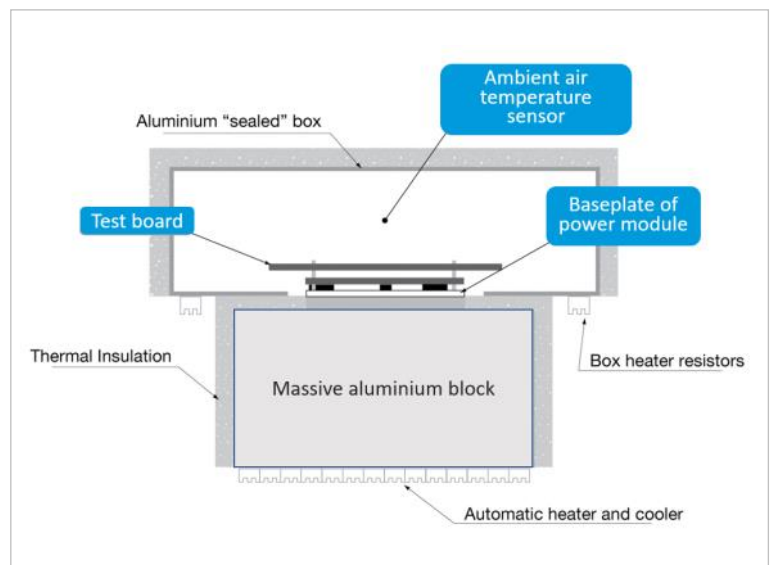 Ambient air
temperature
sensor
Aluminium “sealed” box
Test board
Baseplate of
power module
Thermal Insulation
Box heater resistors
Massive aluminium block
Automatic heater and cooler